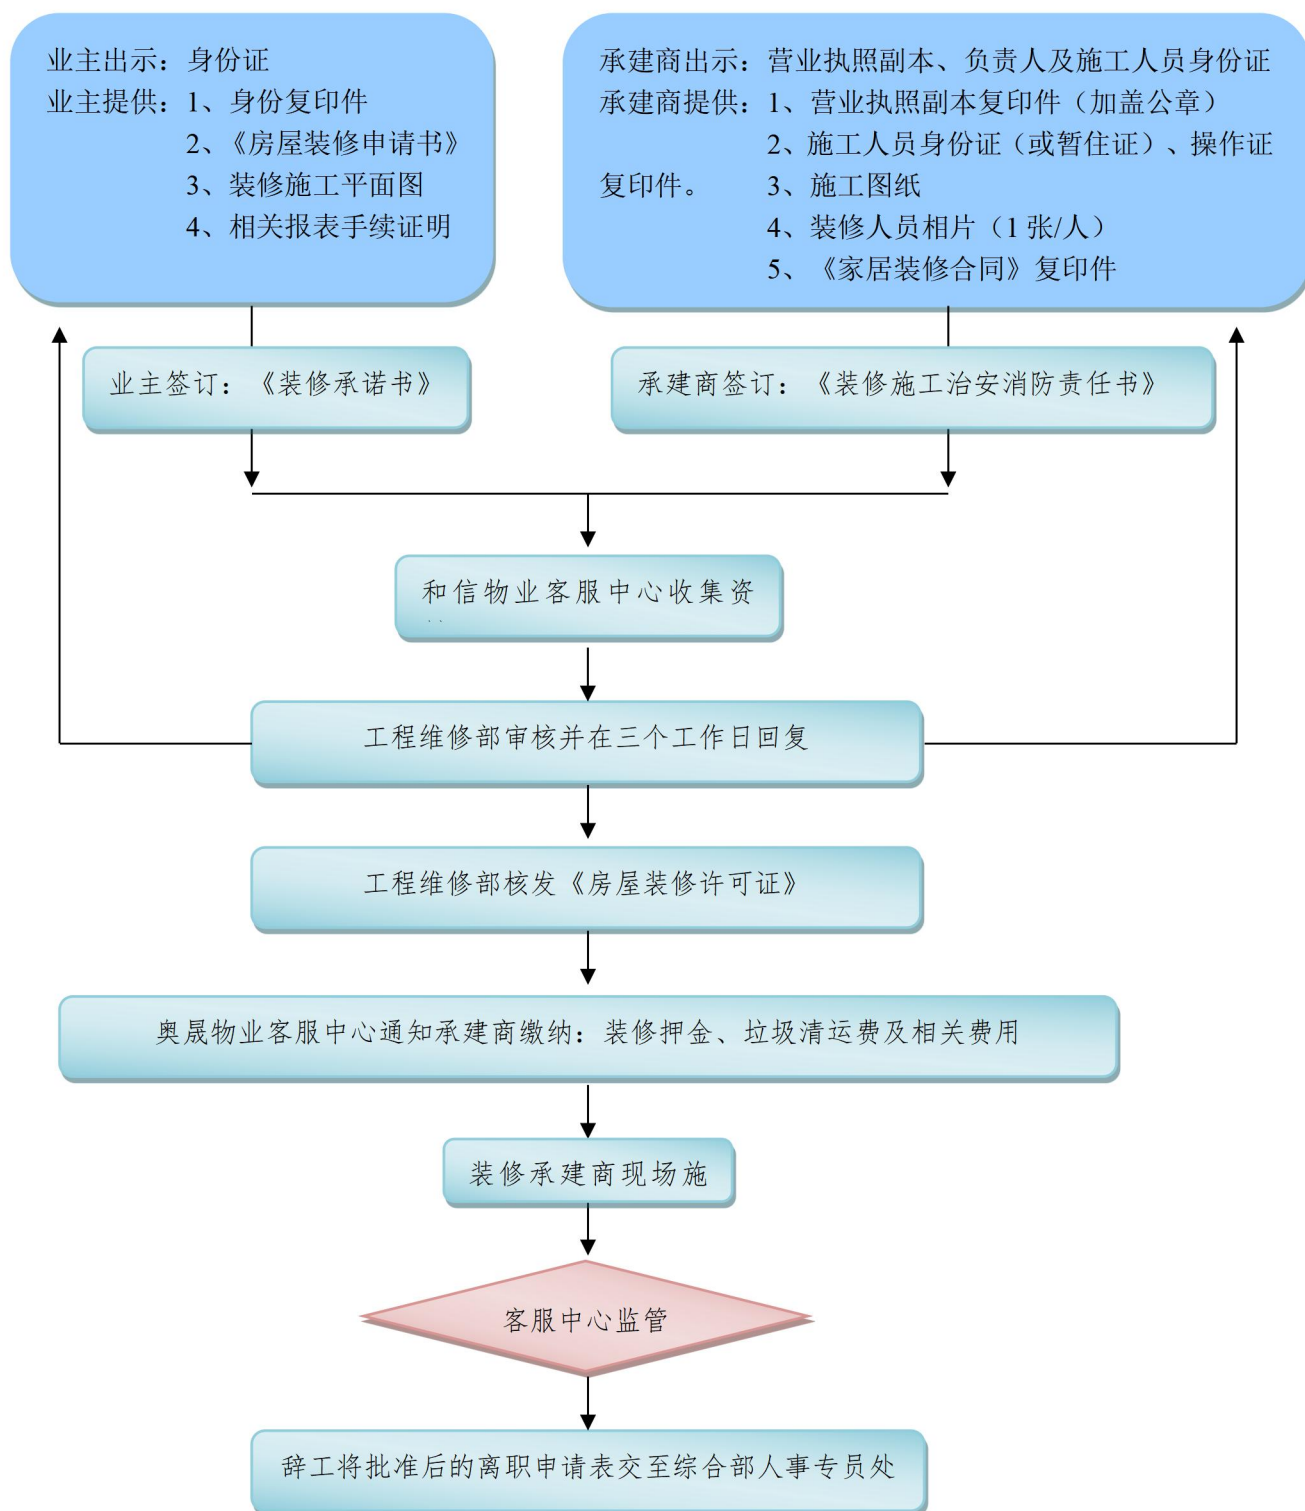 业主出示：身份证
业主提供：1、身份复印件
2、《房屋装修申请书》
3、装修施工平面图
4、相关报表手续证明
承建商出示：营业执照副本、负责人及施工人员身份证
承建商提供：1、营业执照副本复印件（加盖公章）
2、施工人员身份证（或暂住证）、操作证
复印件。 3、施工图纸
4、装修人员相片（1 张/人）
5、《家居装修合同》复印件
业主签订：《装修承诺书》
承建商签订：《装修施工治安消防责任书》
和信物业客服中心收集资
工程维修部审核并在三个工作日回复
工程维修部核发《房屋装修许可证》
奥晟物业客服中心通知承建商缴纳：装修押金、垃圾清运费及相关费用
装修承建商现场施
客服中心监管
辞工将批准后的离职申请表交至综合部人事专员处